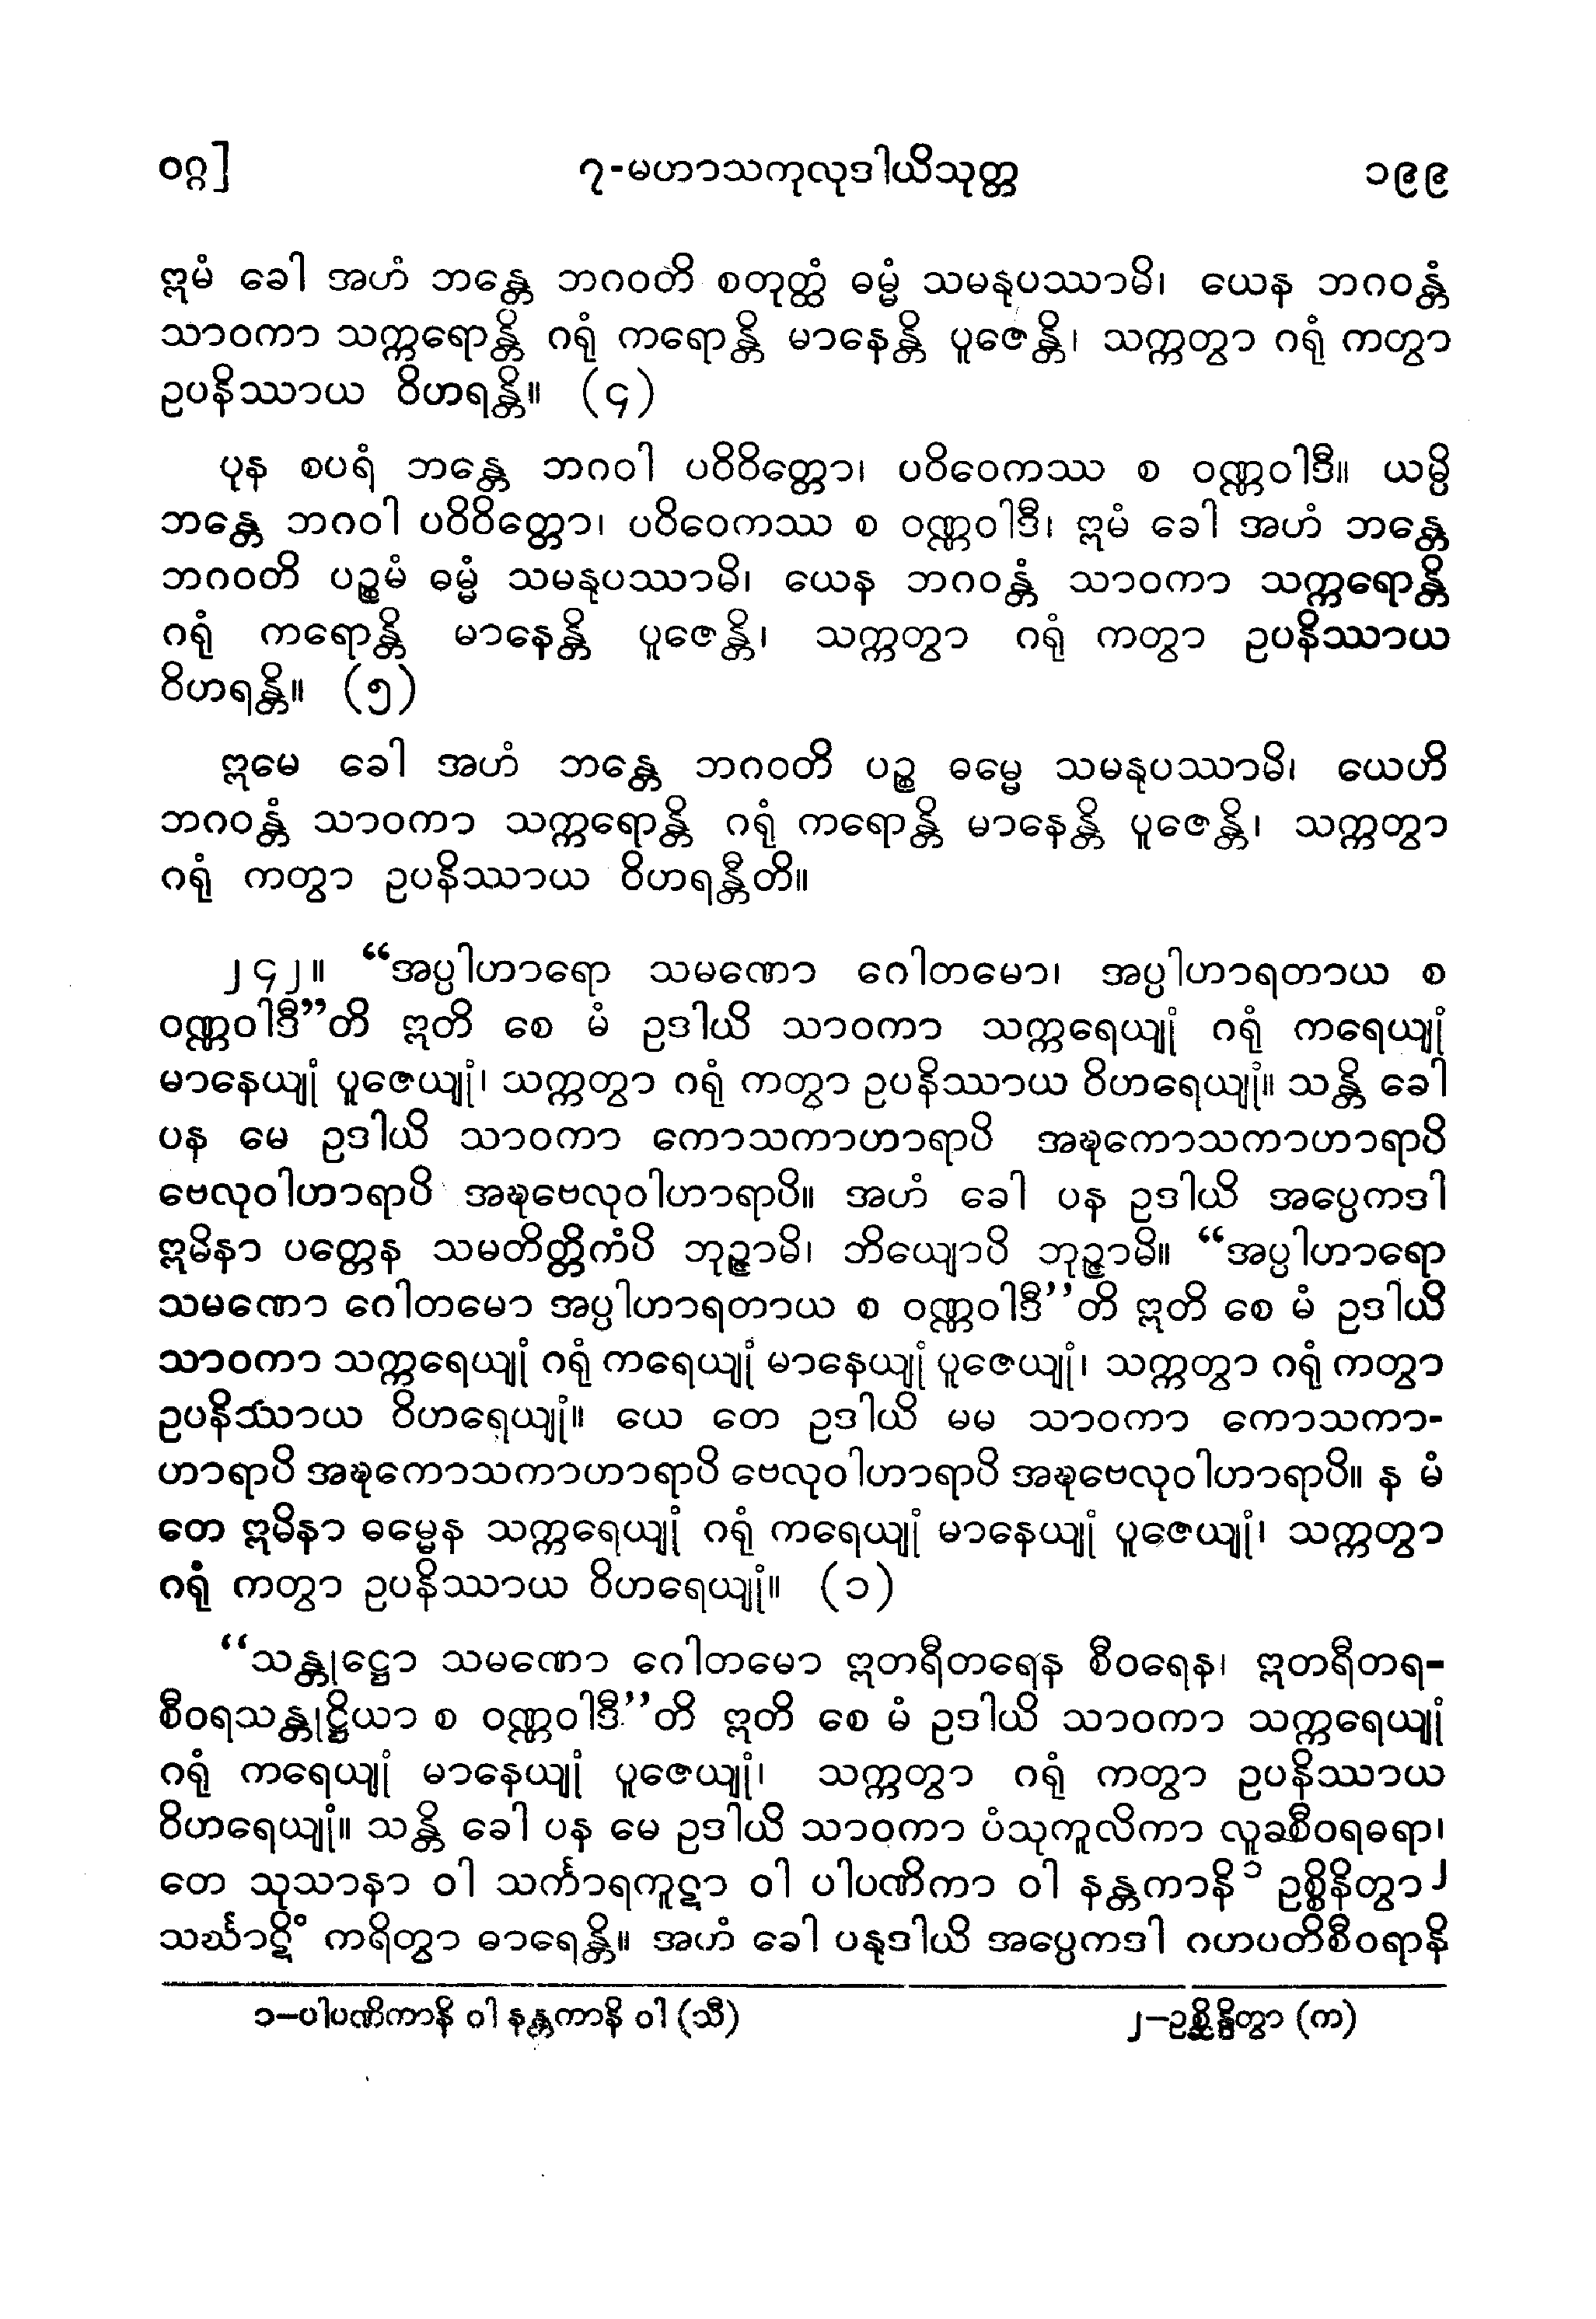 ၀ဂ္ဂ]
၇-မဟာသကုလုဒါယိသုတ္တ
၁၉၉
ဣမံ ခေါ အဟံ ဘန္တေ ဘဂဝတိ စတုတ္ထံ ဓမ္မံ သမနုပဿာမိ၊ ယေန ဘဂဝန္တံ
သာဝကာ သက္ကရောန္တိ ဂရုံ ကရောန္တိ မာနေန္တိ ပူဇေန္တိ၊ သက္ကတွာ ဂရုံ ကတွာ
ဥပနိဿာယ ဝိဟရန္တိ။ (၄)
ပုန စပရံ ဘန္တေ ဘဂဝါ ပဝိဝိတ္တော၊ ပဝိဝေကဿ စ ဝဏ္ဏဝါဒီ။ ယမ္ပိ
ဘန္တေ ဘဂဝါ ပဝိဝိတ္တော၊ ပဝိဝေကဿ စ ဝဏ္ဏဝါဒီ၊ ဣမံ ခေါ အဟံ ဘန္တေ
ဘဂဝတိ ပဉ္စမံ ဓမ္မံ သမနုပဿာမိ၊ ယေန ဘဂဝန္တံ သာဝကာ သက္ကရောန္တိ
ဂရုံ ကရောန္တိ မာနေန္တိ ပူဇေန္တိ၊ သက္ကတွာ ဂရုံ ကတွာ ဥပနိဿာယ
ဝိဟရန္တိ။ (၅)
ဣမေ ခေါ အဟံ ဘန္တေ ဘဂဝတိ ပဉ္စ ဓမ္မေ သမနုပဿာမိ၊ ယေဟိ
ဘဂဝန္တံ သာဝကာ သက္ကရောန္တိ ဂရုံ ကရောန္တိ မာနေန္တိ ပူဇေန္တိ၊ သက္ကတွာ
ဂရုံ ကတွာ ဥပနိဿာယ ဝိဟရန္တီတိ။
၂၄၂။ “အပ္ပါဟာရော သမဏော ဂေါတမော၊ အပ္ပါဟာရတာယ စ
ဝဏ္ဏဝါဒီ”တိ ဣတိ စေ မံ ဥဒါယိ သာဝကာ သက္ကရေယျုံ ဂရုံ ကရေယျုံ
မာနေယျုံ ပူဇေယျုံ၊ သက္ကတွာ ဂရုံ ကတွာ ဥပနိဿာယ ဝိဟရေယျုံ။ သန္တိ ခေါ
ပန မေ ဥဒါယိ သာဝကာ ကောသကာဟာရာပိ အဍ္ဎကောသကာဟာရာပိ
ဗေလုဝါဟာရာပိ အဍ္ဎဗေလုဝါဟာရာပိ။ အဟံ ခေါ ပန ဥဒါယိ အပ္ပေကဒါ
ဣမိနာ ပတ္တေန သမတိတ္တိကံပိ ဘုဉ္ဇာမိ၊ ဘိယျောပိ ဘုဉ္ဇာမိ။ “အပ္ပါဟာရော
သမဏော ဂေါတမော အပ္ပါဟာရတာယ စ ဝဏ္ဏဝါဒီ”တိ ဣတိ စေ မံ ဥဒါယိ
သာဝကာ သက္ကရေယျုံ ဂရုံ ကရေယျုံ မာနေယျုံ ပူဇေယျုံ၊ သက္ကတွာ ဂရုံ ကတွာ
ဥပနိဿာယ ဝိဟရေယျုံ။ ယေ တေ ဥဒါယိ မမ သာဝကာ ကောသကာ-
ဟာရာပိ အဍ္ဎကောသကာဟာရာပိ ဗေလုဝါဟာရာပိ အဍ္ဎဗေလုဝါဟာရာပိ။ န မံ
တေ ဣမိနာ ဓမ္မေန သက္ကရေယျုံ ဂရုံ ကရေယျုံ မာနေယျုံ ပူဇေယျုံ၊ သက္ကတွာ
ဂရုံ ကတွာ ဥပနိဿာယ ဝိဟရေယျုံ။ (၁)
“သန္တုဋ္ဌော သမဏော ဂေါတမော ဣတရီတရေန စီဝရေန၊ ဣတရီတရ-
စီဝရသန္တုဋ္ဌိယာ စ ဝဏ္ဏဝါဒီ”တိ ဣတိ စေ မံ ဥဒါယိ သာဝကာ သက္ကရေယျုံ
ဂရုံ ကရေယျုံ မာနေယျုံ ပူဇေယျုံ၊ သက္ကတွာ ဂရုံ ကတွာ ဥပနိဿာယ
ဝိဟရေယျုံ။ သန္တိ ခေါ ပန မေ ဥဒါယိ သာဝကာ ပံသုကူလိကာ လူခစီဝရဓရာ၊
တေ သုသာနာ ဝါ သင်္ကာရကူဋာ ဝါ ပါပဏိကာ ဝါ နန္တကာနိ၁ ဥစ္စိနိတွာ၂
သင်္ဃာဋိံ ကရိတွာ ဓာရေန္တိ။ အဟံ ခေါ ပနုဒါယိ အပ္ပေကဒါ ဂဟပတိစီဝရာနိ
၁–ပါပဏိကာနိ ဝါ နန္တကာနိ ဝါ (သီ)
၂–ဥစ္ဆိန္ဒိတွာ (က)